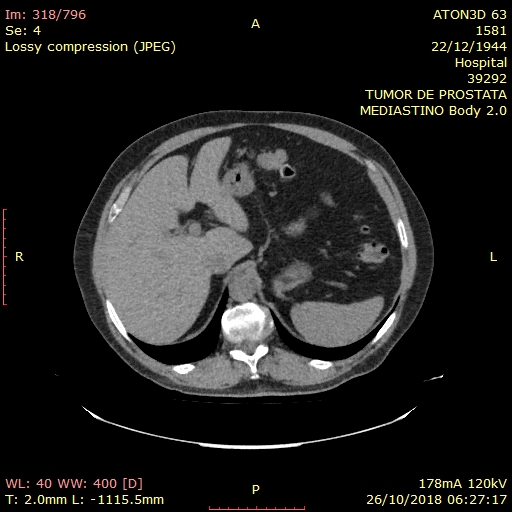 Im: 318/796
Se: 4
Lossy compression (JPEG)
A
ATON3D 63
1581
22/12/1944
Hospital
39292
TUMOR DE PROSTATA
MEDIASTINO Body 2.0
R
L
WL: 40 WW: 400 [D]
T: 2.0mm L: -1115.5mm
P
178mA 120kV
26/10/2018 06:27:17